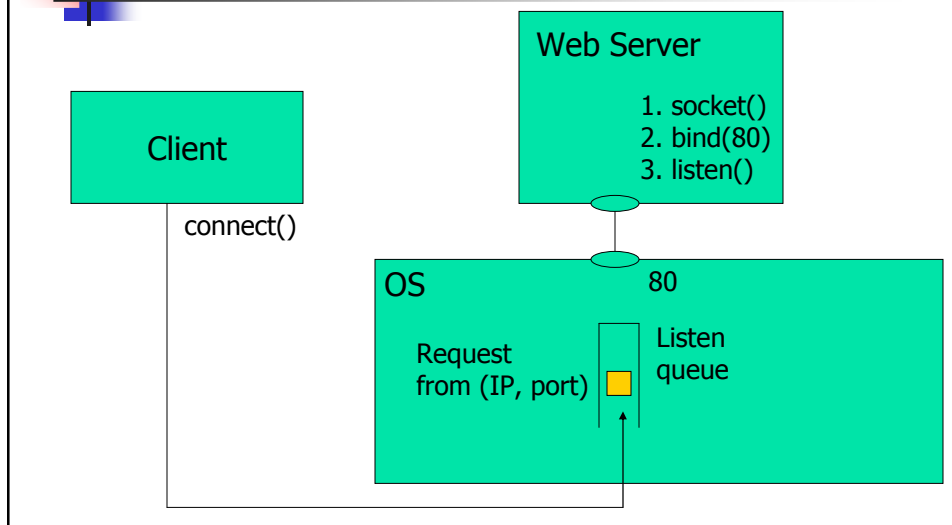 Web Server
1. socket()
2. bind(80)
3. listen()
Client
connect()
OS
80
Listen
queue
Request
from (IP, port)